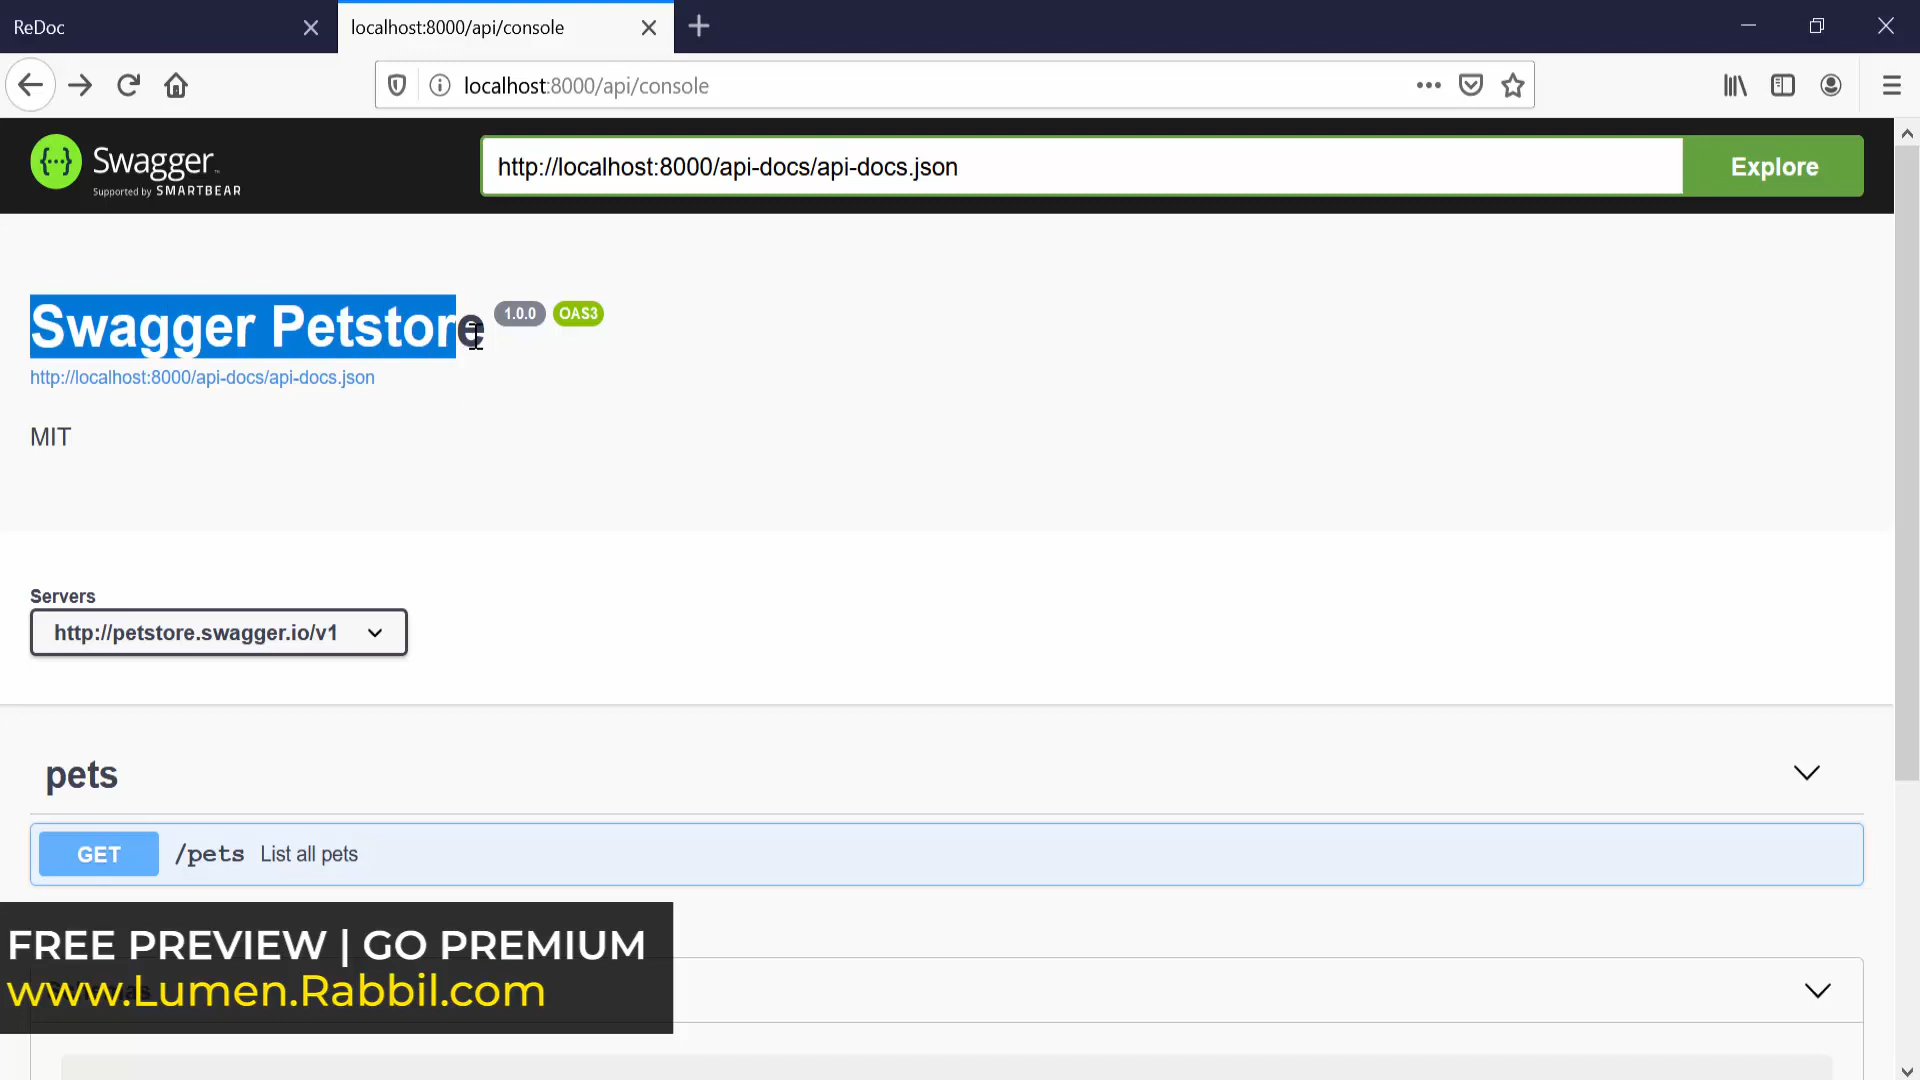 ReDoc
localhost:8000/api/console
localhost:8000/api/console
Swagger
Supported by SMARTBEAR
http://localhost:8000/api-docs/api-docs.json
Explore
Swagger Petstore 1.0.0 OAS3
http://localhost:8000/api-docs/api-docs.json
MIT
Servers
http://petstore.swagger.io/v1
pets
GET /pets List all pets
FREE PREVIEW | GO PREMIUM
www.Lumen.Rabbil.com